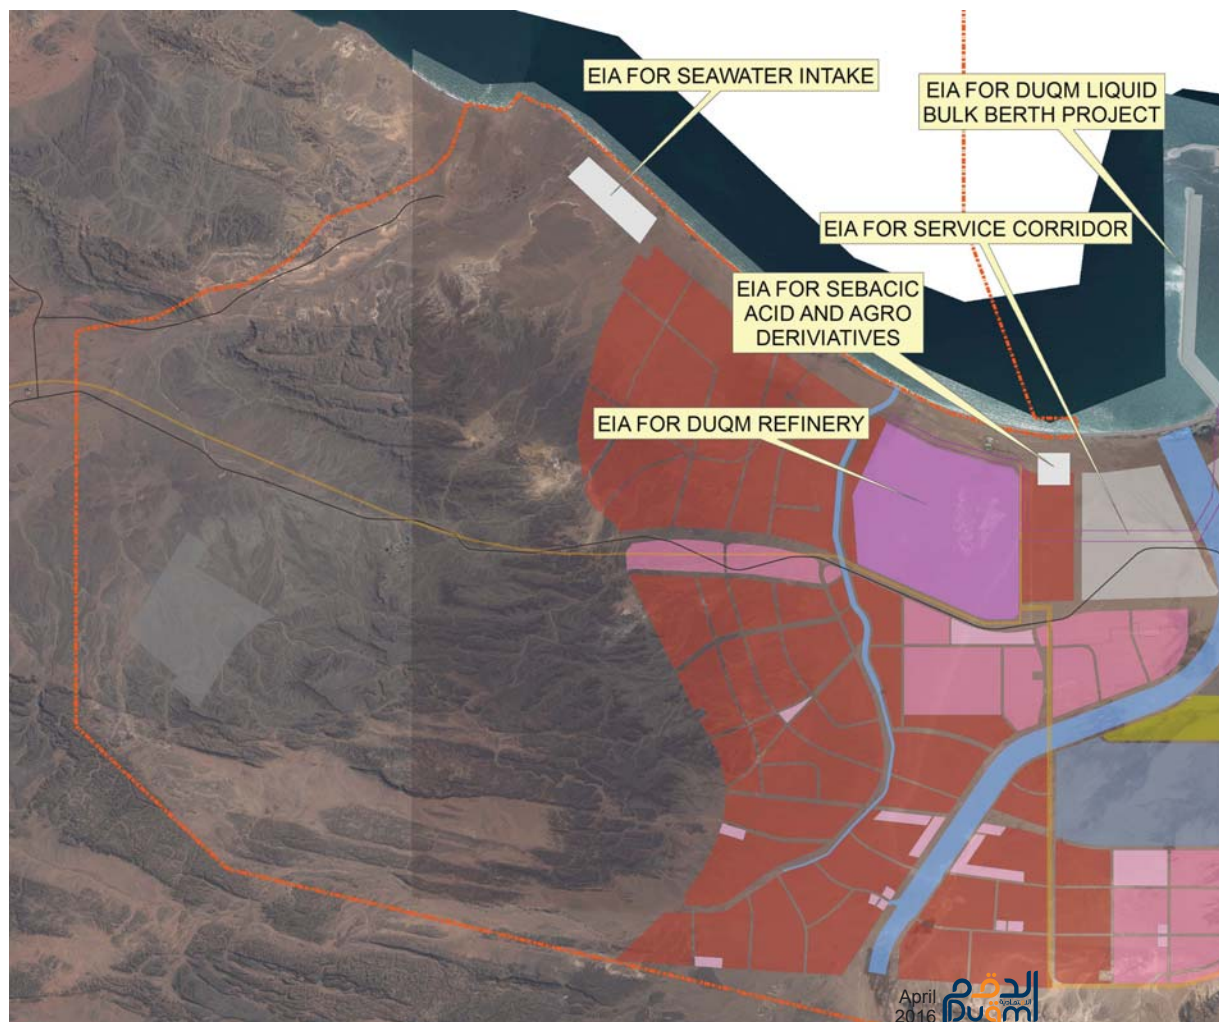 EIA FOR SEAWATER INTAKE
EIA FOR DUQM LIQUID
BULK BERTH PROJECT
EIA FOR SERVICE CORRIDOR
EIA FOR SEBACIC
ACID AND AGRO
DERIVIATIVES
EIA FOR DUQM REFINERY
April
2016
الدقم
الاقتصادية
Duqm